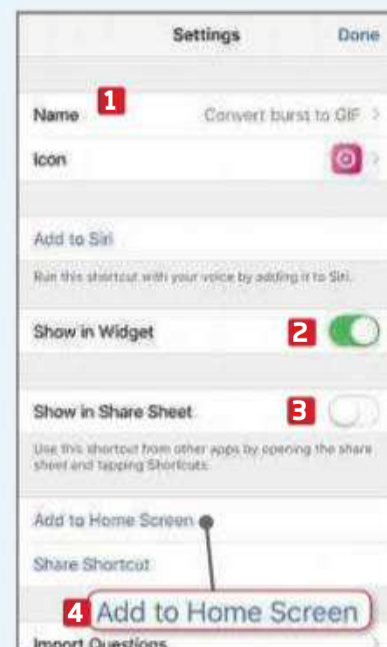 Settings Done
Name 1 Convert burst to GIF >
Icon >
Add to Siri
Run this shortcut with your voice by adding it to Siri.
Show in Widget 2
Show in Share Sheet 3
Use this shortcut from other apps by opening the share
sheet and tapping Shortcuts.
Add to Home Screen
Share Shortcut
4 Add to Home Screen
Import Questions >